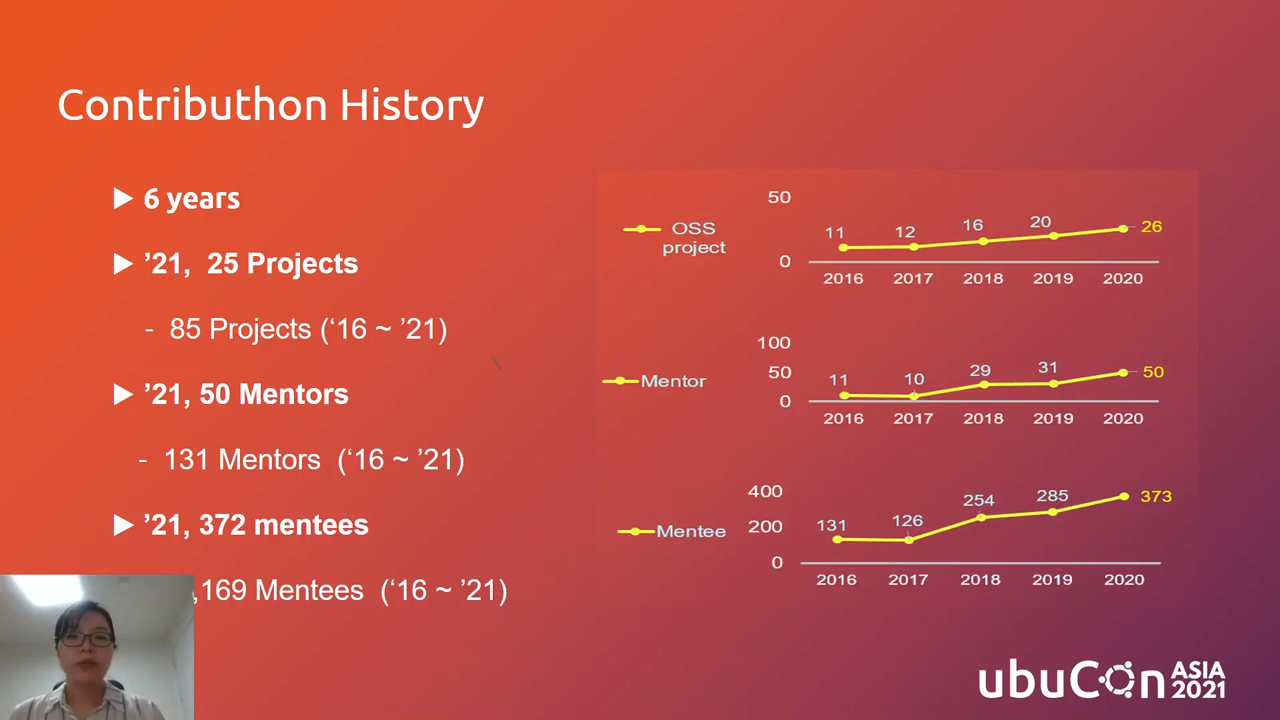 Contributhon History
▶ 6 years
▶ ’21,  25 Projects
-  85 Projects (‘16 ~ ’21)
▶ ’21, 50 Mentors
-  131 Mentors  (‘16 ~ ’21)
▶ ’21, 372 mentees
,169 Mentees  (‘16 ~ ’21)
OSS
project
50
0
11 12 16 20 26
2016 2017 2018 2019 2020
Mentor
100
50
0
11 10 29 31 50
2016 2017 2018 2019 2020
Mentee
400
200
0
131 126 254 285 373
2016 2017 2018 2019 2020
ubuCon ASIA
2021